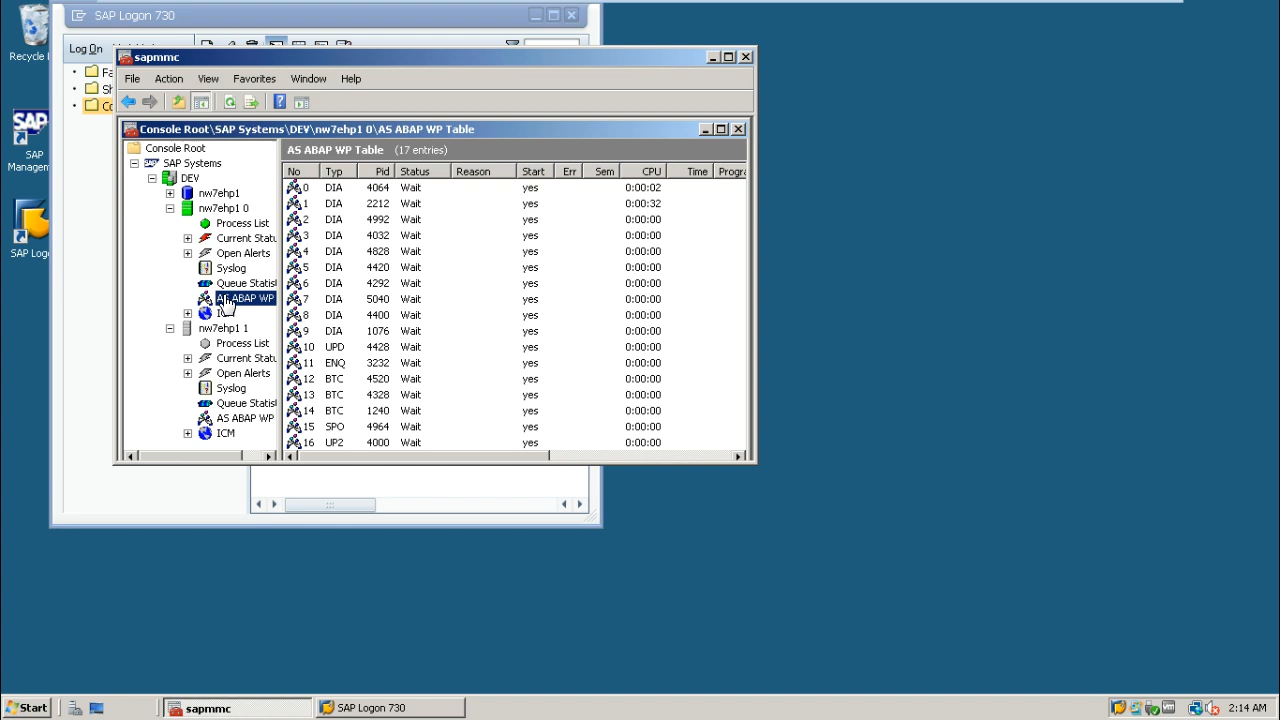 SAP Logon 730
Recycle
Log On
Fa
Sh
Co
sapmmc
File Action View Favorites Window Help
SAP
Managem
SAP Log
Console Root\SAP Systems\DEV\nw7ehp1 0\AS ABAP WP Table
Console Root
SAP Systems
DEV
nw7ehp1
nw7ehp1 0
Process List
Current Statu
Open Alerts
Syslog
Queue Statist
AS ABAP WP
nw7ehp1 1
Process List
Current Statu
Open Alerts
Syslog
Queue Statist
AS ABAP WP
ICM
AS ABAP WP Table (17 entries)
No Typ Pid Status Reason Start Err Sem CPU Time Progra
0 DIA 4064 Wait yes 0:00:02
1 DIA 2212 Wait yes 0:00:32
2 DIA 4992 Wait yes 0:00:00
3 DIA 4032 Wait yes 0:00:00
4 DIA 4828 Wait yes 0:00:00
5 DIA 4420 Wait yes 0:00:00
6 DIA 4292 Wait yes 0:00:00
7 DIA 5040 Wait yes 0:00:00
8 DIA 4400 Wait yes 0:00:00
9 DIA 1076 Wait yes 0:00:00
10 UPD 4428 Wait yes 0:00:00
11 ENQ 3232 Wait yes 0:00:00
12 BTC 4520 Wait yes 0:00:00
13 BTC 4328 Wait yes 0:00:00
14 BTC 1240 Wait yes 0:00:00
15 SPO 4964 Wait yes 0:00:00
16 UP2 4000 Wait yes 0:00:00
Start
sapmmc
SAP Logon 730
2:14 AM